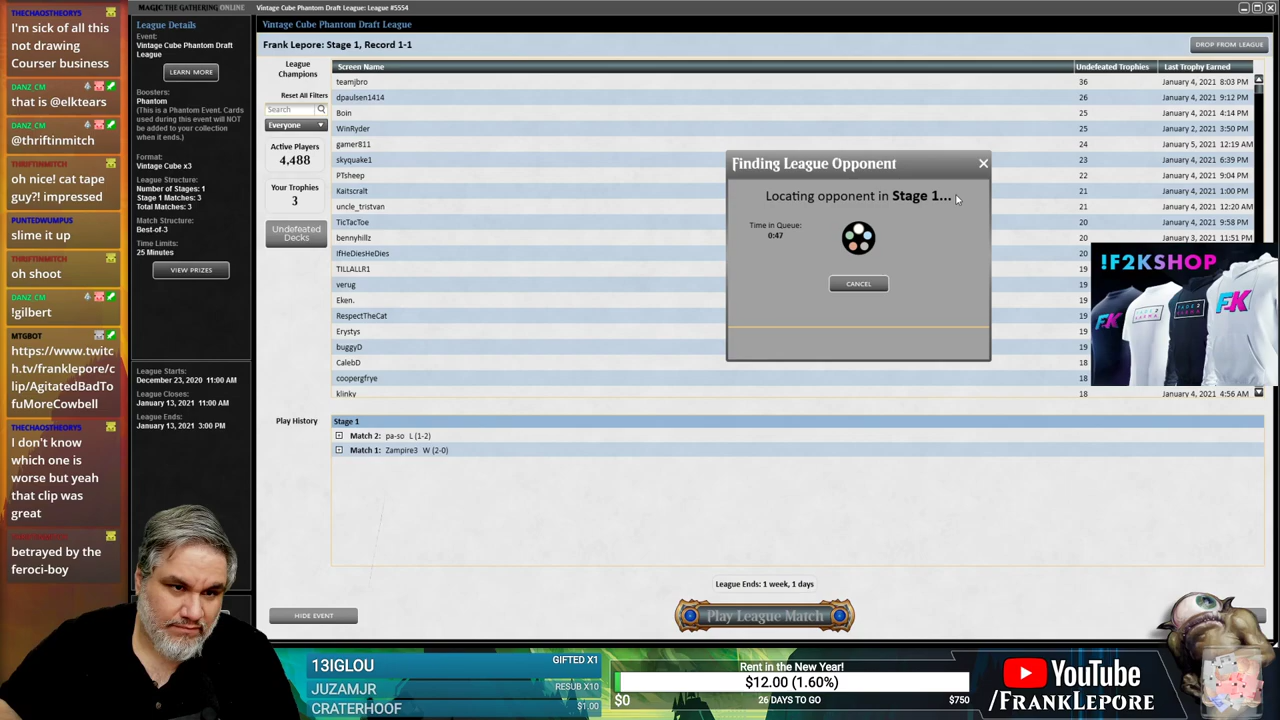 THECHAOSTHEORY5
I'm sick of all this
not drawing
Courser business
DANZ_CM
that is @elktears
DANZ_CM
@thriftinmitch
THRIFTINMITCH
oh nice! cat tape
guy?! impressed
PUNTEDWUMPUS
slime it up
THRIFTINMITCH
oh shoot
DANZ_CM
!gilbert
MTGBOT
https://www.twitc
h.tv/franklepore/c
lip/AgitatedBadTo
fuMoreCowbell
THECHAOSTHEORY5
I don't know
which one is
worse but yeah
that clip was
great
betrayed by the
feroci-boy
MAGIC THE GATHERING ONLINE
Vintage Cube Phantom Draft League: League #5554
League Details
Event:
Vintage Cube Phantom Draft
League
LEARN MORE
Boosters:
Phantom
(This is a Phantom Event. Cards
used during this event will NOT
be added to your collection
when it ends.)
Format:
Vintage Cube x3
League Structure:
Number of Stages: 1
Stage 1 Matches: 3
Total Matches: 3
Match Structure:
Best-of-3
Time Limits:
25 Minutes
VIEW PRIZES
League Starts:
December 23, 2020 11:00 AM
League Closes:
January 13, 2021 11:00 AM
League Ends:
January 13, 2021 3:00 PM
Vintage Cube Phantom Draft League
Frank Lepore: Stage 1, Record 1-1
DROP FROM LEAGUE
League
Champions
Reset All Filters
Search
Everyone
Active Players
4,488
Your Trophies
3
Undefeated
Decks
Screen Name Undefeated Trophies Last Trophy Earned
teamjbro 36 January 4, 2021 8:03 PM
dpaulsen1414 26 January 4, 2021 9:12 PM
Boin 25 January 4, 2021 4:14 PM
WinRyder 25 January 2, 2021 3:50 PM
gamer811 24 January 5, 2021 12:19 AM
skyquake1 23 January 4, 2021 6:39 PM
PTsheep 22 January 4, 2021 9:04 PM
Kaitscralt 21 January 4, 2021 1:00 PM
uncle_tristvan 21 January 4, 2021 12:20 AM
TicTacToe 20 January 4, 2021 9:58 PM
bennyhillz 20 January 3, 2021 11:51 PM
IfHeDiesHeDies 20
TILLALLR1 19
verug 19
Eken. 19
RespectTheCat 19
Erystys 19
buggyD 19
CalebD 18
coopergfrye 18
klinky 18 January 4, 2021 4:56 AM
Finding League Opponent
Locating opponent in Stage 1...
Time in Queue:
0:47
CANCEL
!F2KSHOP
FK
FK
Play History
Stage 1
Match 2: pa-so L (1-2)
Match 1: Zampire3 W (2-0)
League Ends: 1 week, 1 days
HIDE EVENT
Play League Match
13IGLOU GIFTED X1
JUZAMJR RESUB X10
CRATERHOOF $1.00
Rent in the New Year!
$12.00 (1.60%)
$0 26 DAYS TO GO $750
YouTube
/FRANKLEPORE